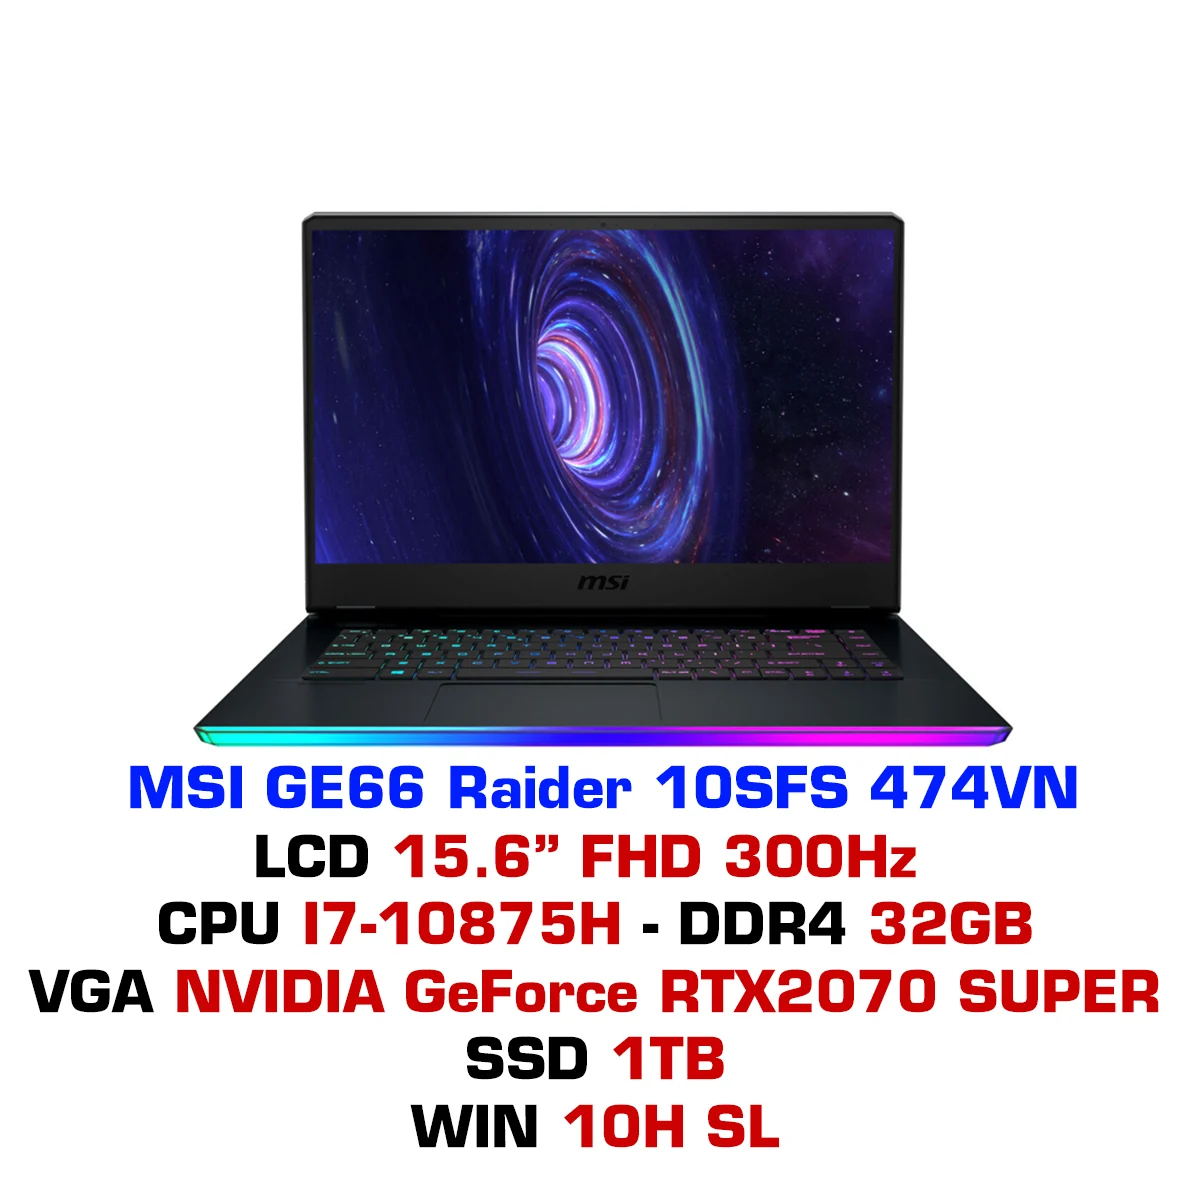 msi
MSI GE66 Raider 10SFS 474VN
LCD 15.6” FHD 300Hz
CPU I7-10875H - DDR4 32GB
VGA NVIDIA GeForce RTX2070 SUPER
SSD 1TB
WIN 10H SL